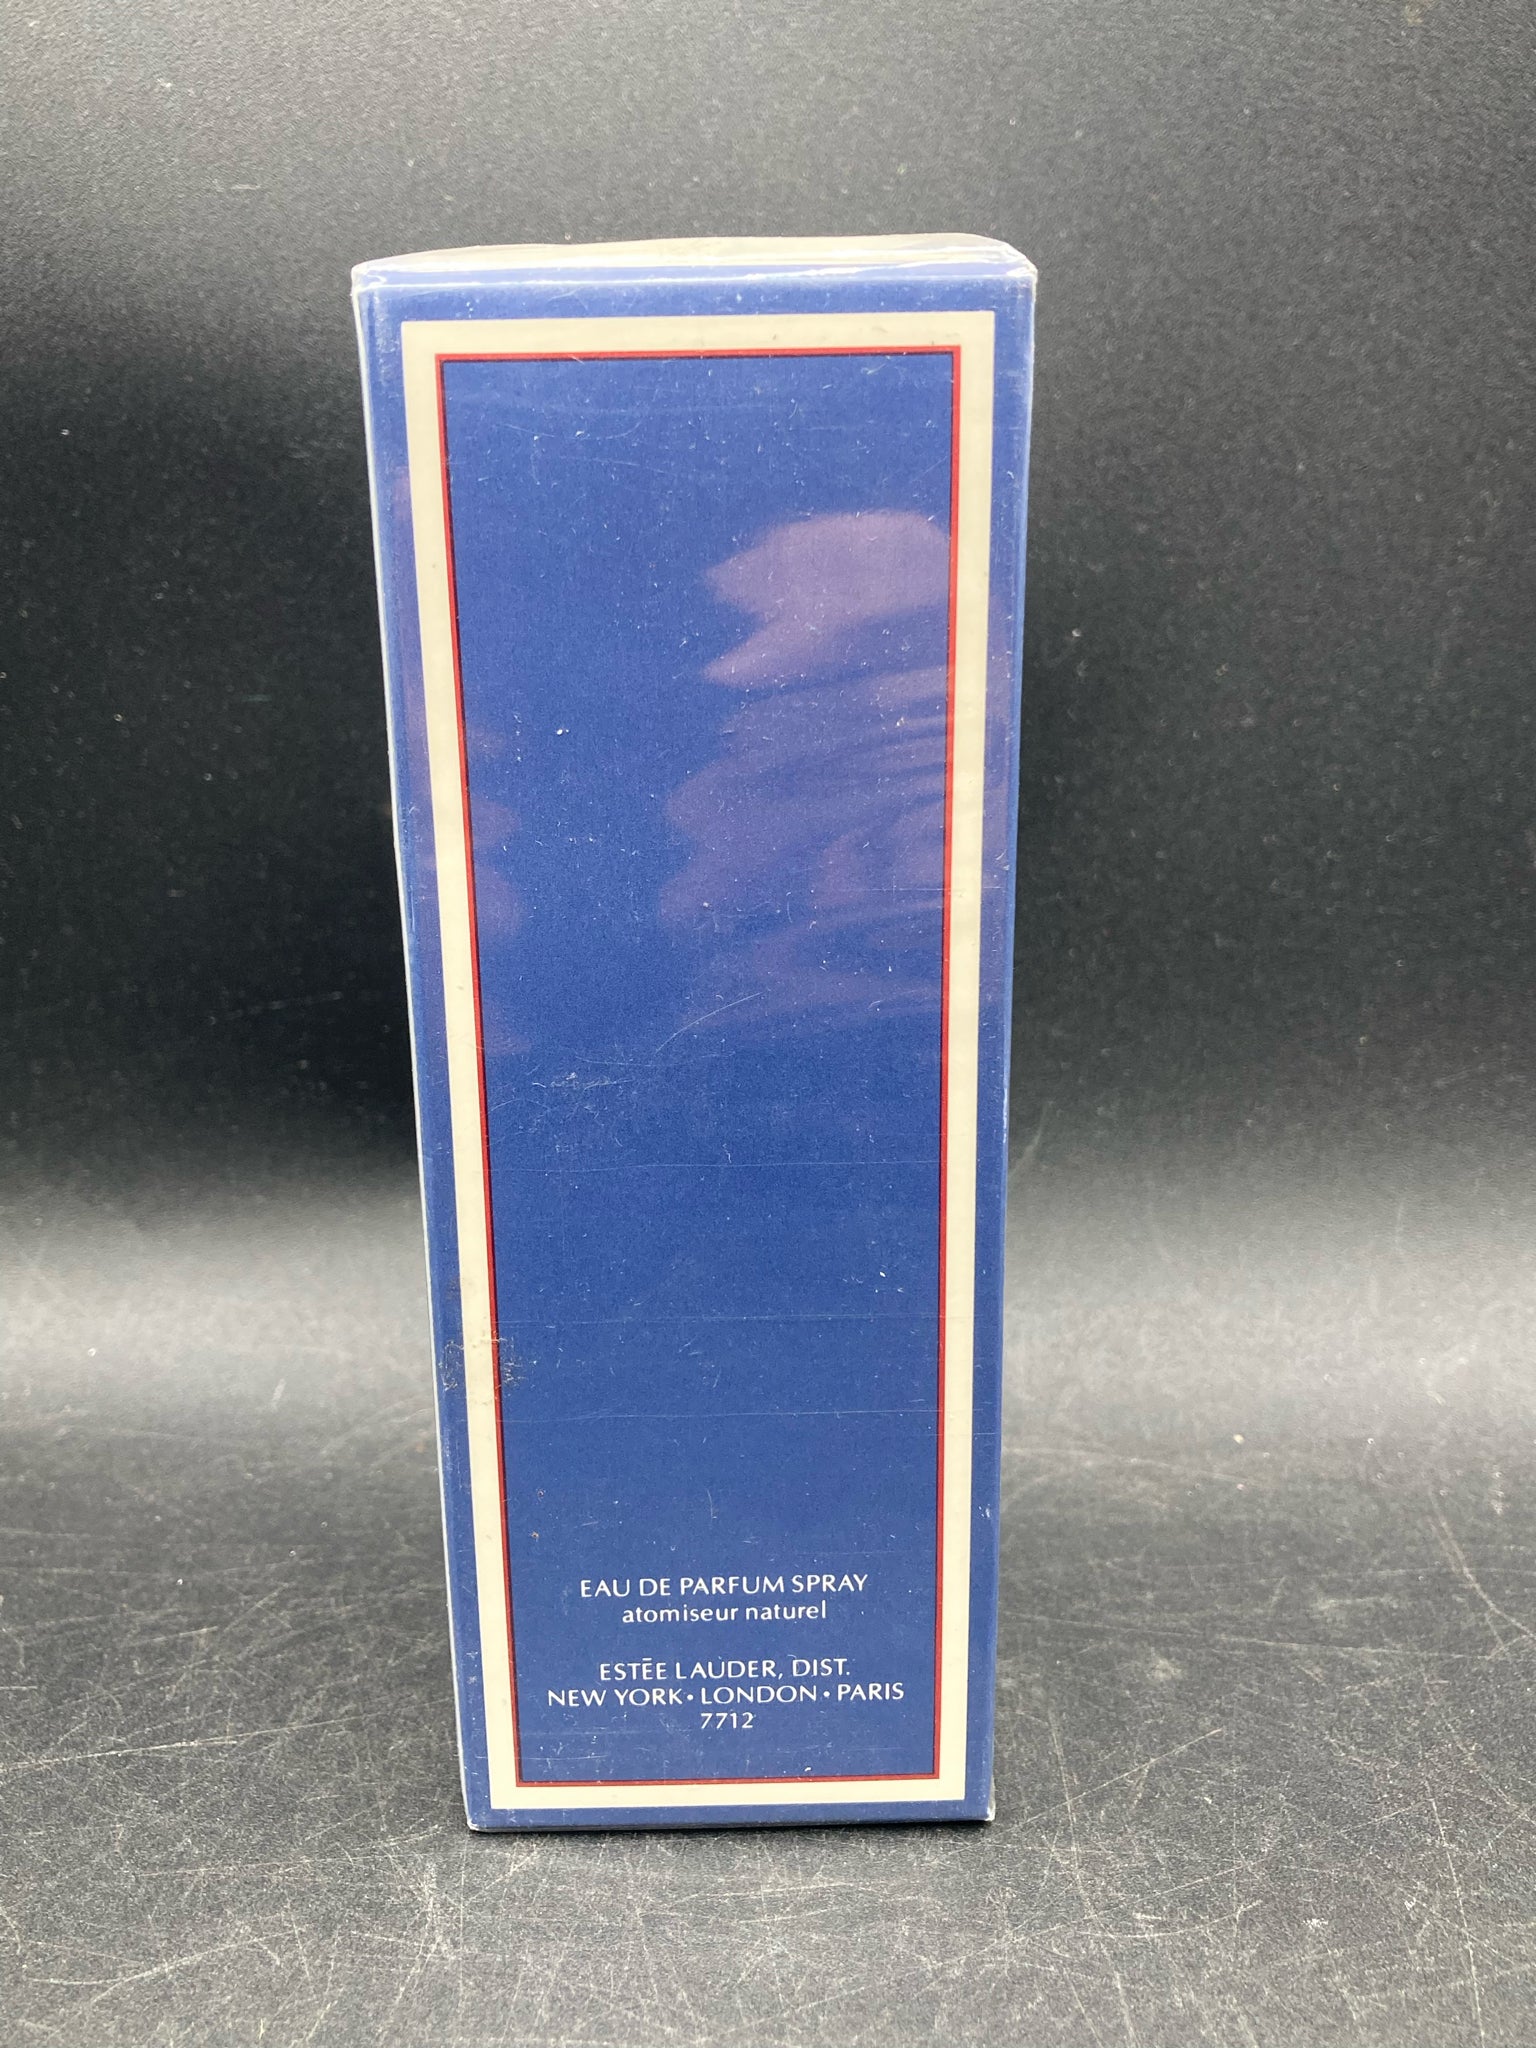 EAU DE PARFUM SPRAY
atomiseur naturel
ESTĒE LAUDER, DIST.
NEW YORK • LONDON • PARIS
7712